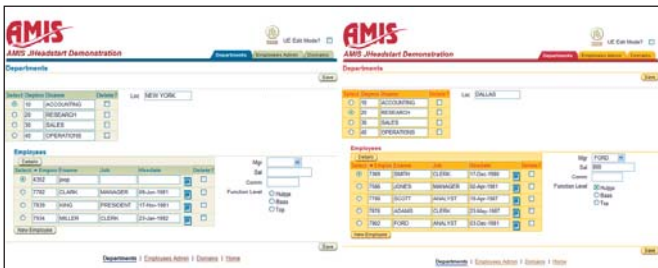 AMIS
UE Edit Mode?
AMIS JHeadstart Demonstration
Departments Employees Admin Domains
Departments
Save
Select Deptno Dname Delete? Loc NEW YORK
10 ACCOUNTING
20 RESEARCH
30 SALES
40 OPERATIONS
Employees
Details
Select Empno Ename Job Hiredate Delete? Mgr
Sal
Comm
Function Level
7782 CLARK MANAGER 09-Jun-1981
7839 KING PRESIDENT 17-Nov-1981
7934 MILLER CLERK 23-Jan-1982
Baas
Top
New Employee
Save
Departments | Employees Admin | Domains | Home
AMIS
UE Edit Mode?
AMIS JHeadstart Demonstration
Departments Employees Admin Domains
Departments
Save
Select Deptno Dname Delete? Loc DALLAS
10 ACCOUNTING
20 RESEARCH
30 SALES
40 OPERATIONS
Employees
Details
Select Empno Ename Job Hiredate Delete? Mgr FORD
Sal
Comm
Function Level
7369 SMITH CLERK 17-Dec-1980
7566 JONES MANAGER 02-Apr-1981
7788 SCOTT ANALYST 19-Apr-1987
7876 ADAMS CLERK 23-May-1987
7902 FORD ANALYST 03-Dec-1981
Baas
Top
New Employee
Save
Departments | Employees Admin | Domains | Home